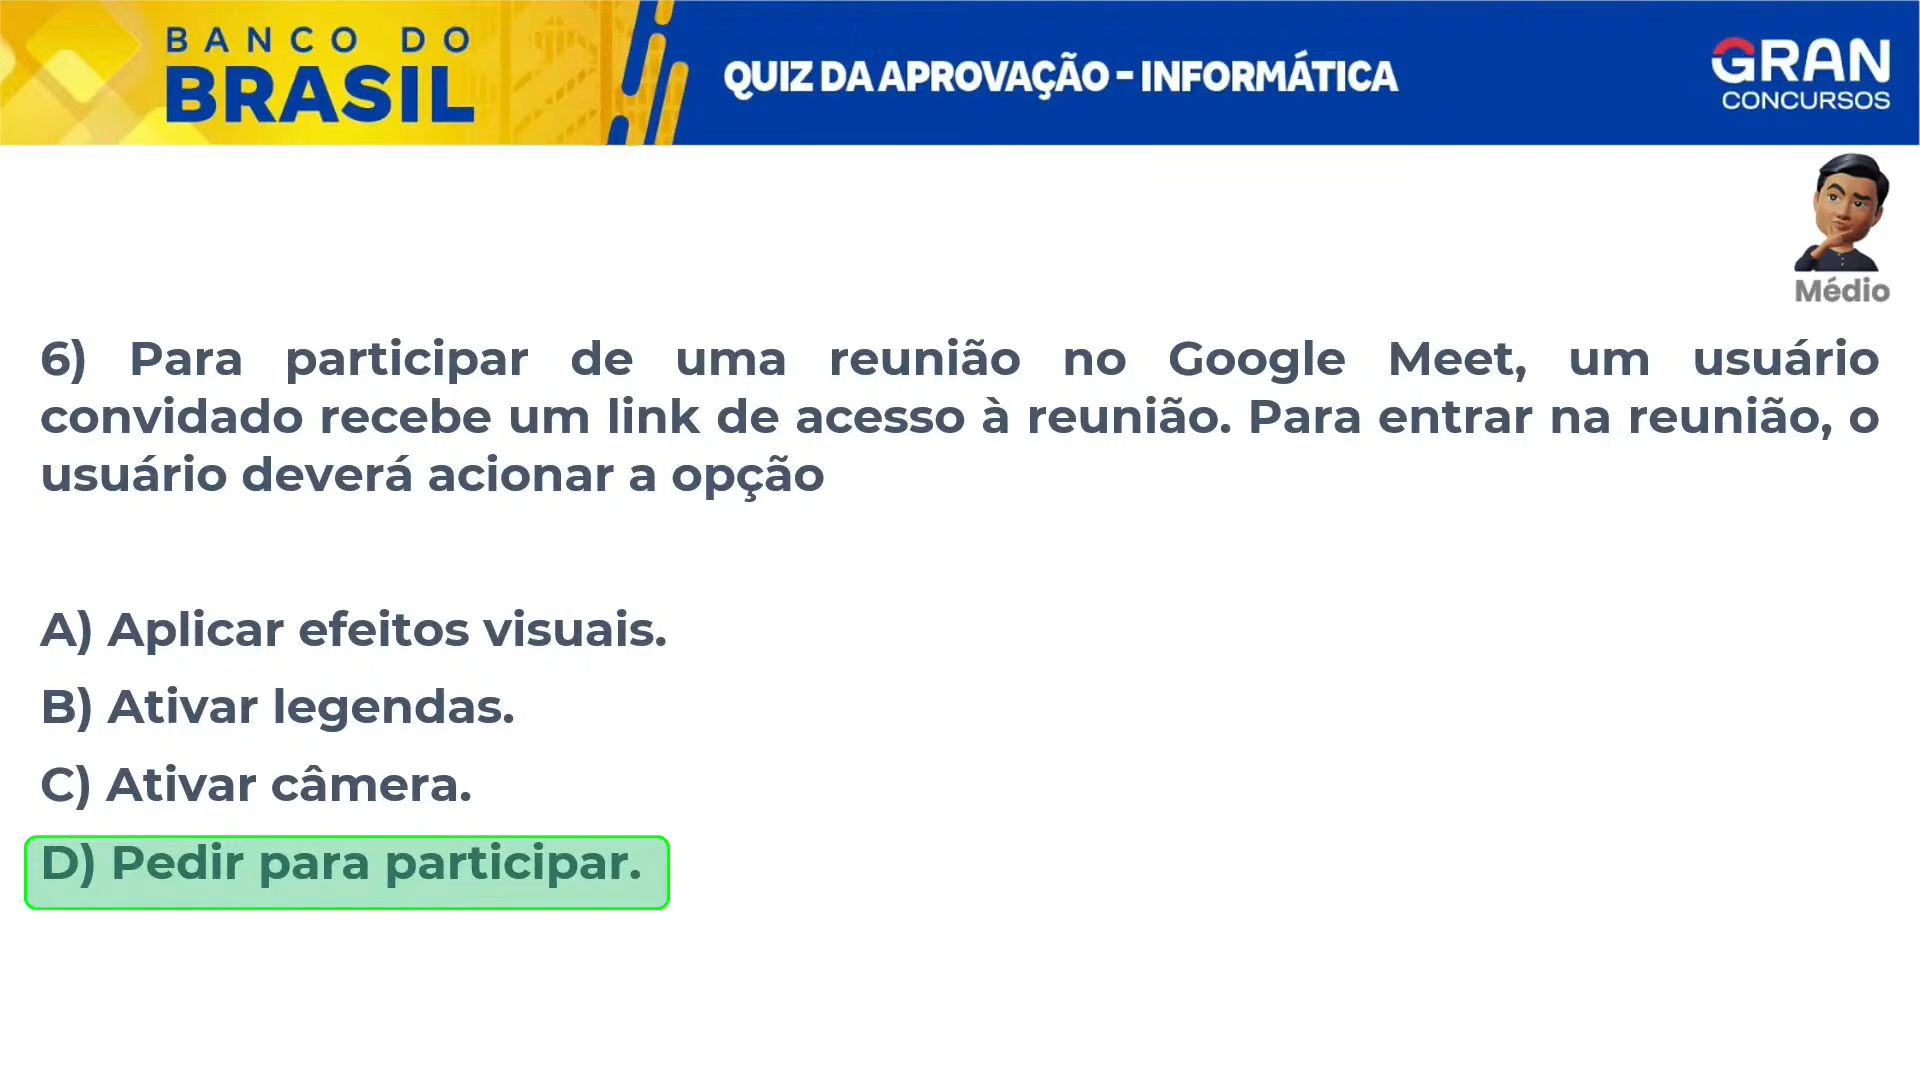 BANCO DO
BRASIL
QUIZ DA APROVAÇÃO - INFORMÁTICA
GRAN
CONCURSOS
Médio
6) Para participar de uma reunião no Google Meet, um usuário
convidado recebe um link de acesso à reunião. Para entrar na reunião, o
usuário deverá acionar a opção
A) Aplicar efeitos visuais.
B) Ativar legendas.
C) Ativar câmera.
D) Pedir para participar.